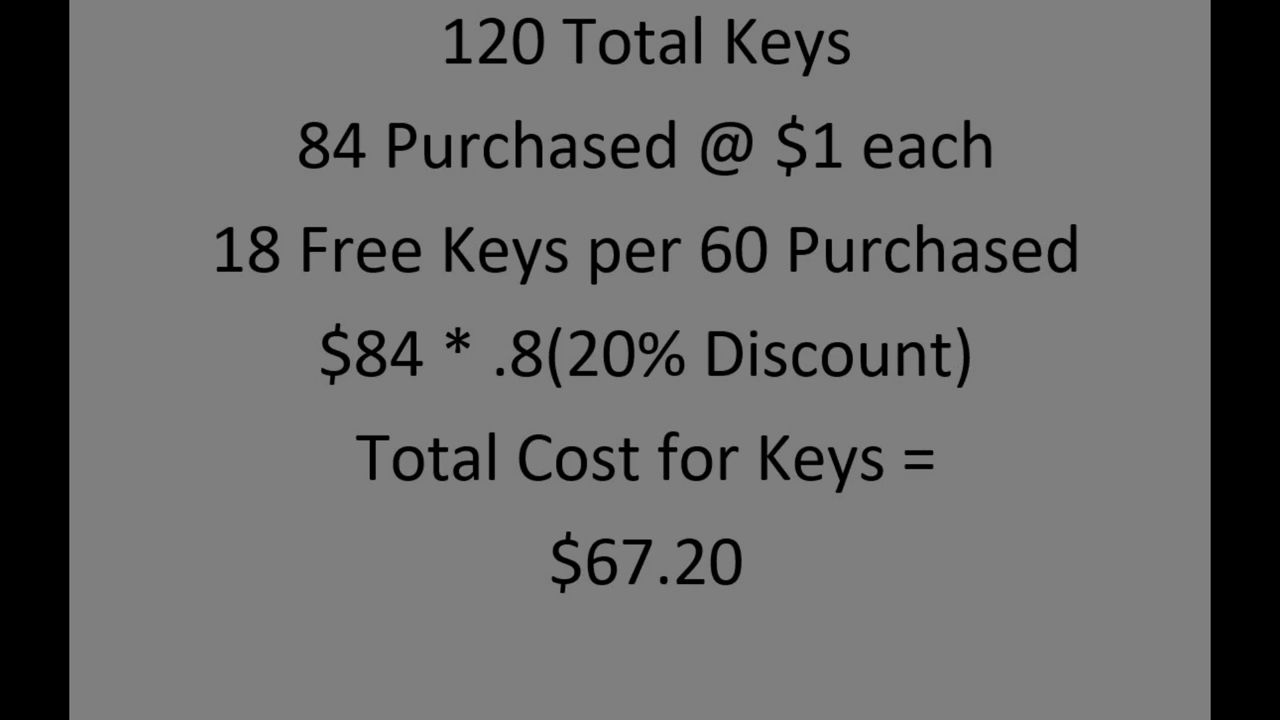 120 Total Keys
84 Purchased @ $1 each
18 Free Keys per 60 Purchased
$84 * .8(20% Discount)
Total Cost for Keys =
$67.20